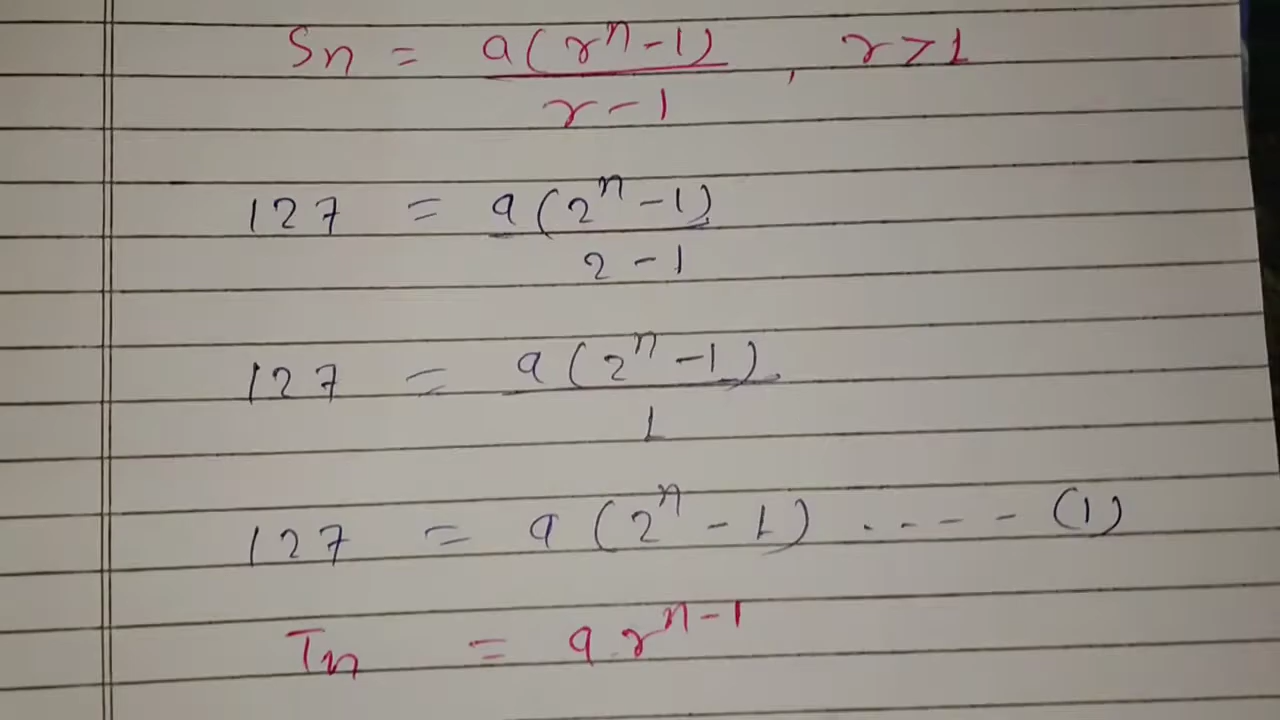 Sn = a(r^n - 1) / r - 1 , r > 1
127 = a(2^n - 1) / 2 - 1
127 = a(2^n - 1) / 1
127 = a(2^n - 1) ..... (1)
Tn = a.r^n-1